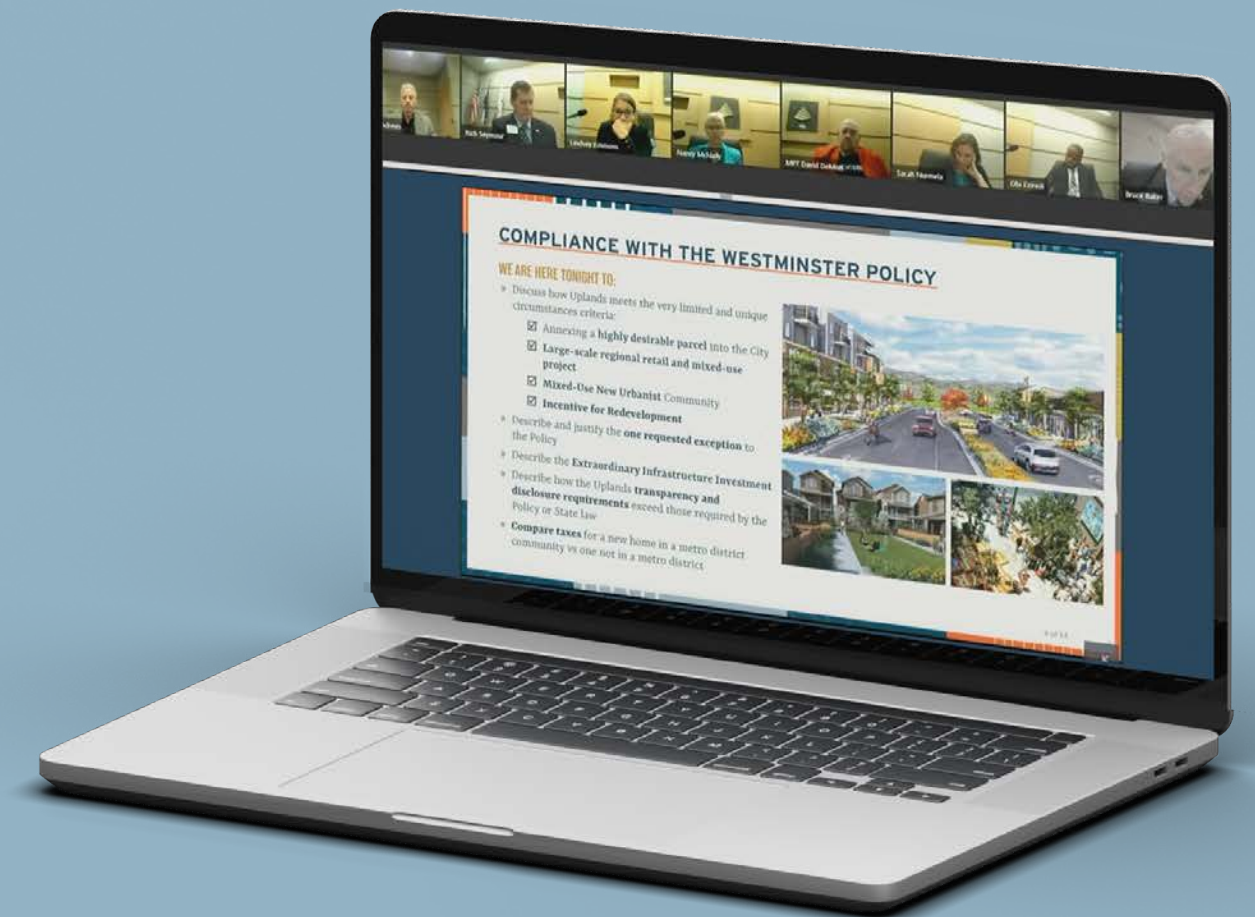 Rich Seymour
Lindsey
Nancy McNally
MPT David DeMott
Sarah Nurmela
Obi Ezeadi
Bruce Baker
COMPLIANCE WITH THE WESTMINSTER POLICY
WE ARE HERE TONIGHT TO:
» Discuss how Uplands meets the very limited and unique
circumstances criteria:
☑ Annexing a highly desirable parcel into the City
☑ Large-scale regional retail and mixed-use
project
☑ Mixed-Use New Urbanist Community
☑ Incentive for Redevelopment
» Describe and justify the one requested exception to
the Policy
» Describe the Extraordinary Infrastructure Investment
» Describe how the Uplands transparency and
disclosure requirements exceed those required by the
Policy or State law
» Compare taxes for a new home in a metro district
community vs one not in a metro district